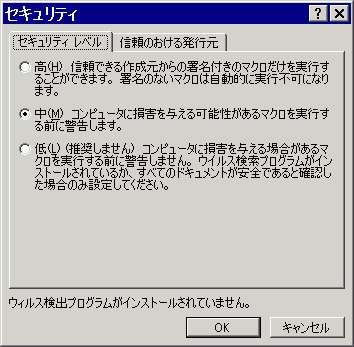 セキュリティ
セキュリティ レベル
信頼のおける発行元
高(H) 信頼できる作成元からの署名付きのマクロだけを実行す
ることができます。署名のないマクロは自動的に実行不可になり
ます。
中(M) コンピュータに損害を与える可能性があるマクロを実行す
る前に警告します。
低(L) (推奨しません) コンピュータに損害を与える場合があるマ
クロを実行する前に警告しません。ウイルス検索プログラムがイン
ストールされているか、すべてのドキュメントが安全であると確認し
た場合のみ設定してください。
ウィルス検出プログラムがインストールされていません。
OK
キャンセル